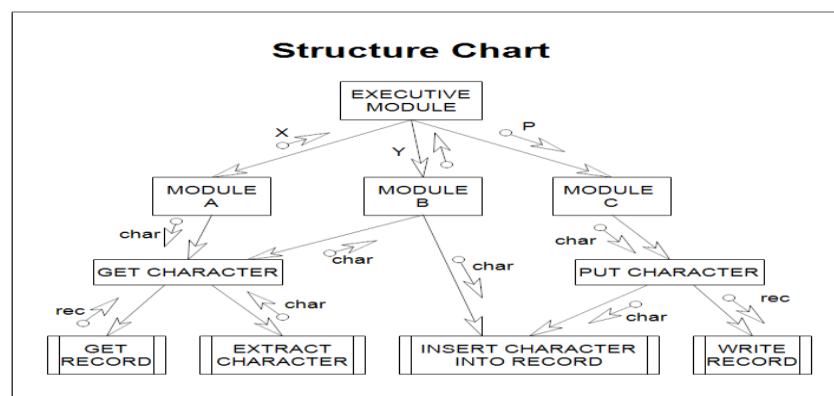 Structure Chart
EXECUTIVE
MODULE
X
Y
P
MODULE
A
MODULE
B
MODULE
C
char
char
char
char
GET CHARACTER
PUT CHARACTER
rec
char
char
rec
GET
RECORD
EXTRACT
CHARACTER
INSERT CHARACTER
INTO RECORD
WRITE
RECORD